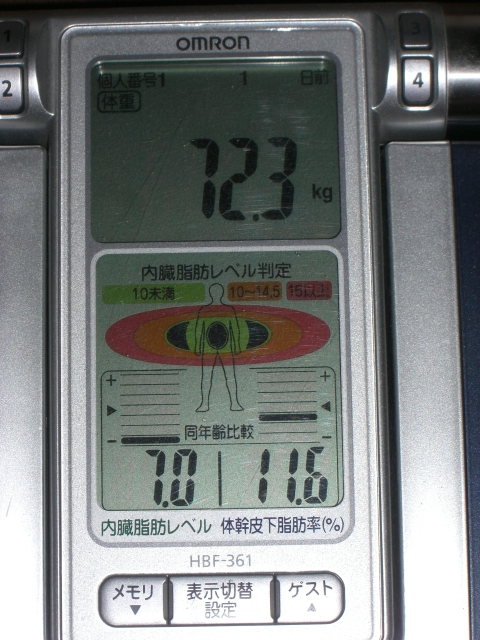 OMRON
1
2
3
4
個人番号1 1 日前
体重
72.3 kg
内臓脂肪レベル判定
10未満 10〜14.5 15以上
+ +
同年齢比較
− −
7.0 11.6
内臓脂肪レベル 体幹皮下脂肪率(%)
HBF-361
メモリ 表示切替 ゲスト
▼ 設定 ▲